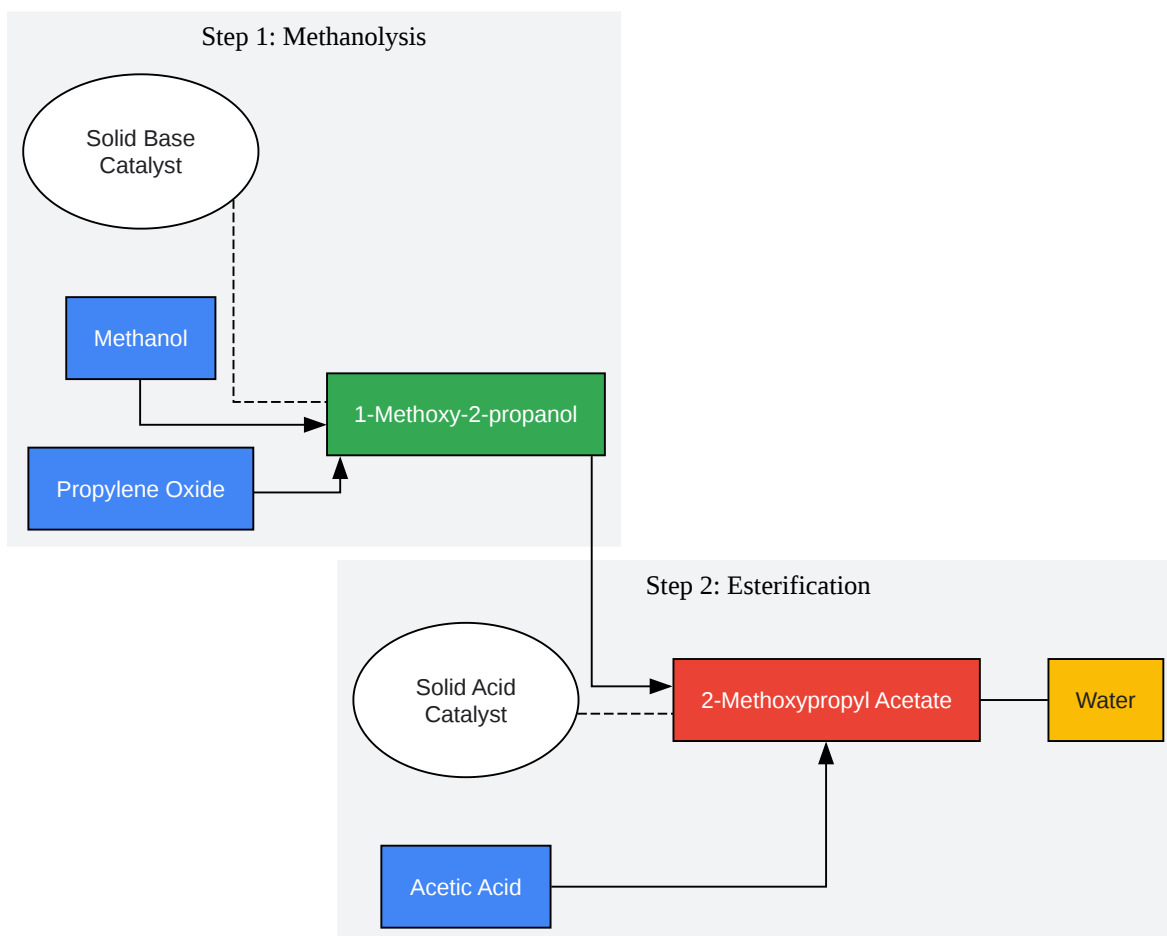 Step 1: Methanolysis
Solid Base
Catalyst
Methanol
1-Methoxy-2-propanol
Propylene Oxide
Step 2: Esterification
Solid Acid
Catalyst
2-Methoxypropyl Acetate
Water
Acetic Acid